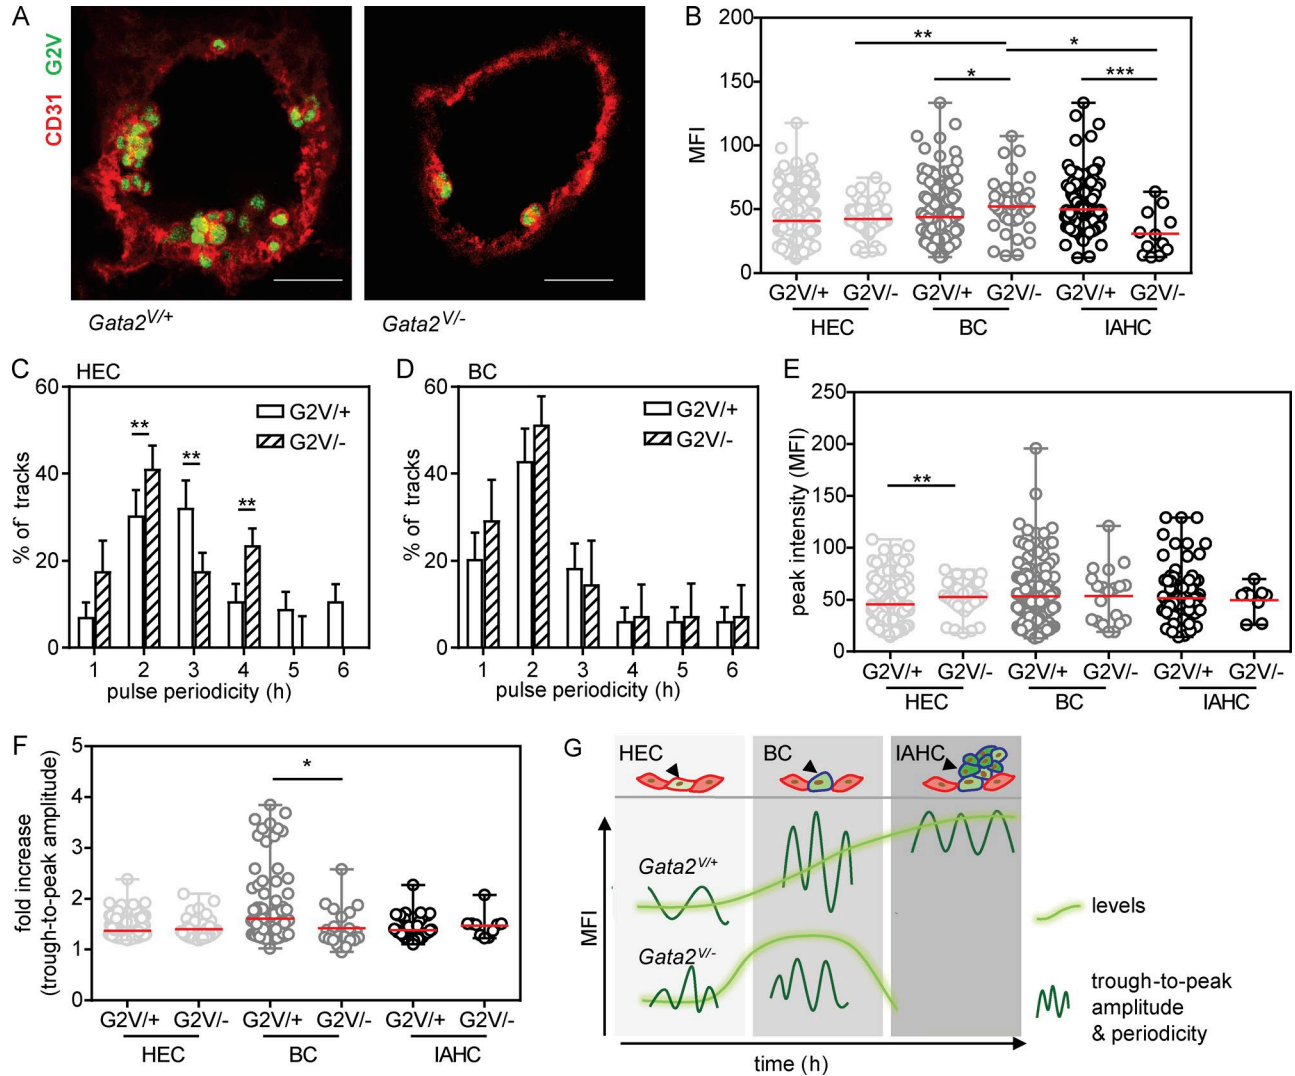 A
CD31 G2V
Gata2V/+
Gata2V/-
B
MFI
200
150
100
50
0
**
*
*
***
G2V/+ G2V/- G2V/+ G2V/- G2V/+ G2V/-
HEC BC IAHC
C HEC
% of tracks
60
40
20
0
G2V/+
G2V/-
** ** **
1 2 3 4 5 6
pulse periodicity (h)
D BC
% of tracks
60
40
20
0
G2V/+
G2V/-
1 2 3 4 5 6
pulse periodicity (h)
E
peak intensity (MFI)
250
200
150
100
50
0
**
G2V/+ G2V/- G2V/+ G2V/- G2V/+ G2V/-
HEC BC IAHC
F
fold increase
(trough-to-peak amplitude)
5
4
3
2
1
0
*
G2V/+ G2V/- G2V/+ G2V/- G2V/+ G2V/-
HEC BC IAHC
G
HEC BC IAHC
MFI
Gata2V/+
Gata2V/-
time (h)
levels
trough-to-peak
amplitude
& periodicity